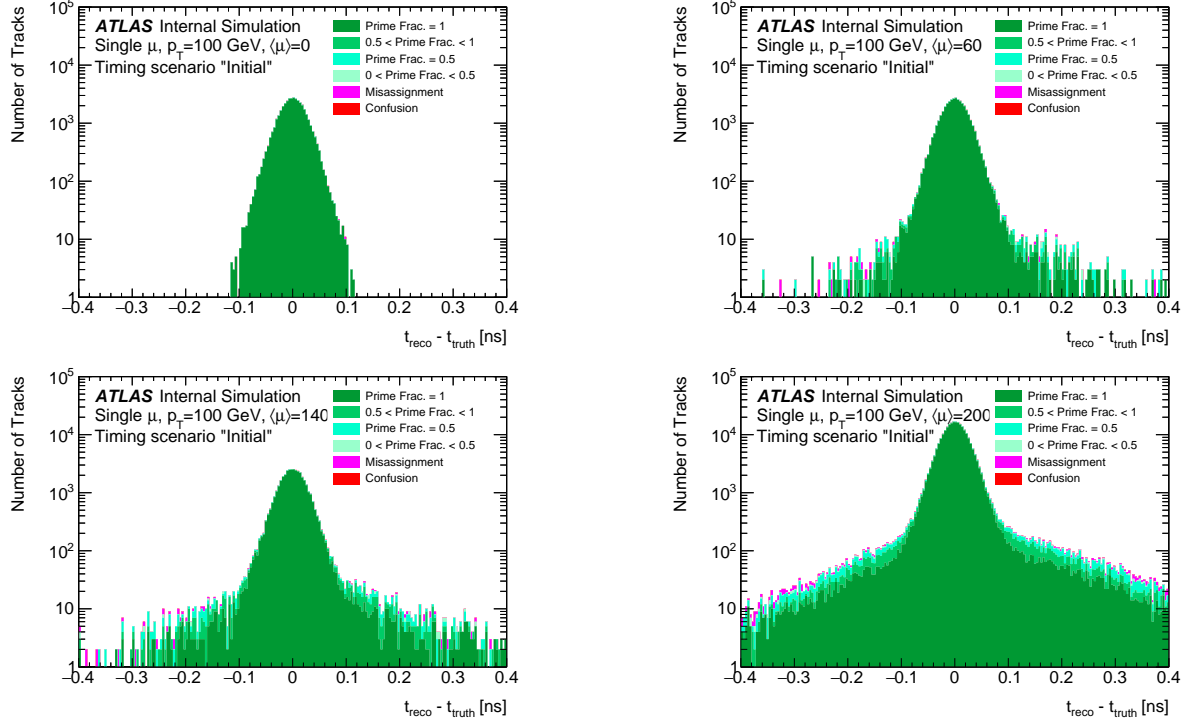 ATLAS Internal Simulation
Single μ, p_T=100 GeV, ⟨μ⟩=0
Timing scenario "Initial"
Prime Frac. = 1
0.5 < Prime Frac. < 1
Prime Frac. = 0.5
0 < Prime Frac. < 0.5
Misassignment
Confusion
Number of Tracks
10^5
10^4
10^3
10^2
10
1
−0.4 −0.3 −0.2 −0.1 0 0.1 0.2 0.3 0.4
t_reco - t_truth [ns]
ATLAS Internal Simulation
Single μ, p_T=100 GeV, ⟨μ⟩=60
Timing scenario "Initial"
Prime Frac. = 1
0.5 < Prime Frac. < 1
Prime Frac. = 0.5
0 < Prime Frac. < 0.5
Misassignment
Confusion
Number of Tracks
10^5
10^4
10^3
10^2
10
1
−0.4 −0.3 −0.2 −0.1 0 0.1 0.2 0.3 0.4
t_reco - t_truth [ns]
ATLAS Internal Simulation
Single μ, p_T=100 GeV, ⟨μ⟩=140
Timing scenario "Initial"
Prime Frac. = 1
0.5 < Prime Frac. < 1
Prime Frac. = 0.5
0 < Prime Frac. < 0.5
Misassignment
Confusion
Number of Tracks
10^5
10^4
10^3
10^2
10
1
−0.4 −0.3 −0.2 −0.1 0 0.1 0.2 0.3 0.4
t_reco - t_truth [ns]
ATLAS Internal Simulation
Single μ, p_T=100 GeV, ⟨μ⟩=200
Timing scenario "Initial"
Prime Frac. = 1
0.5 < Prime Frac. < 1
Prime Frac. = 0.5
0 < Prime Frac. < 0.5
Misassignment
Confusion
Number of Tracks
10^5
10^4
10^3
10^2
10
1
−0.4 −0.3 −0.2 −0.1 0 0.1 0.2 0.3 0.4
t_reco - t_truth [ns]